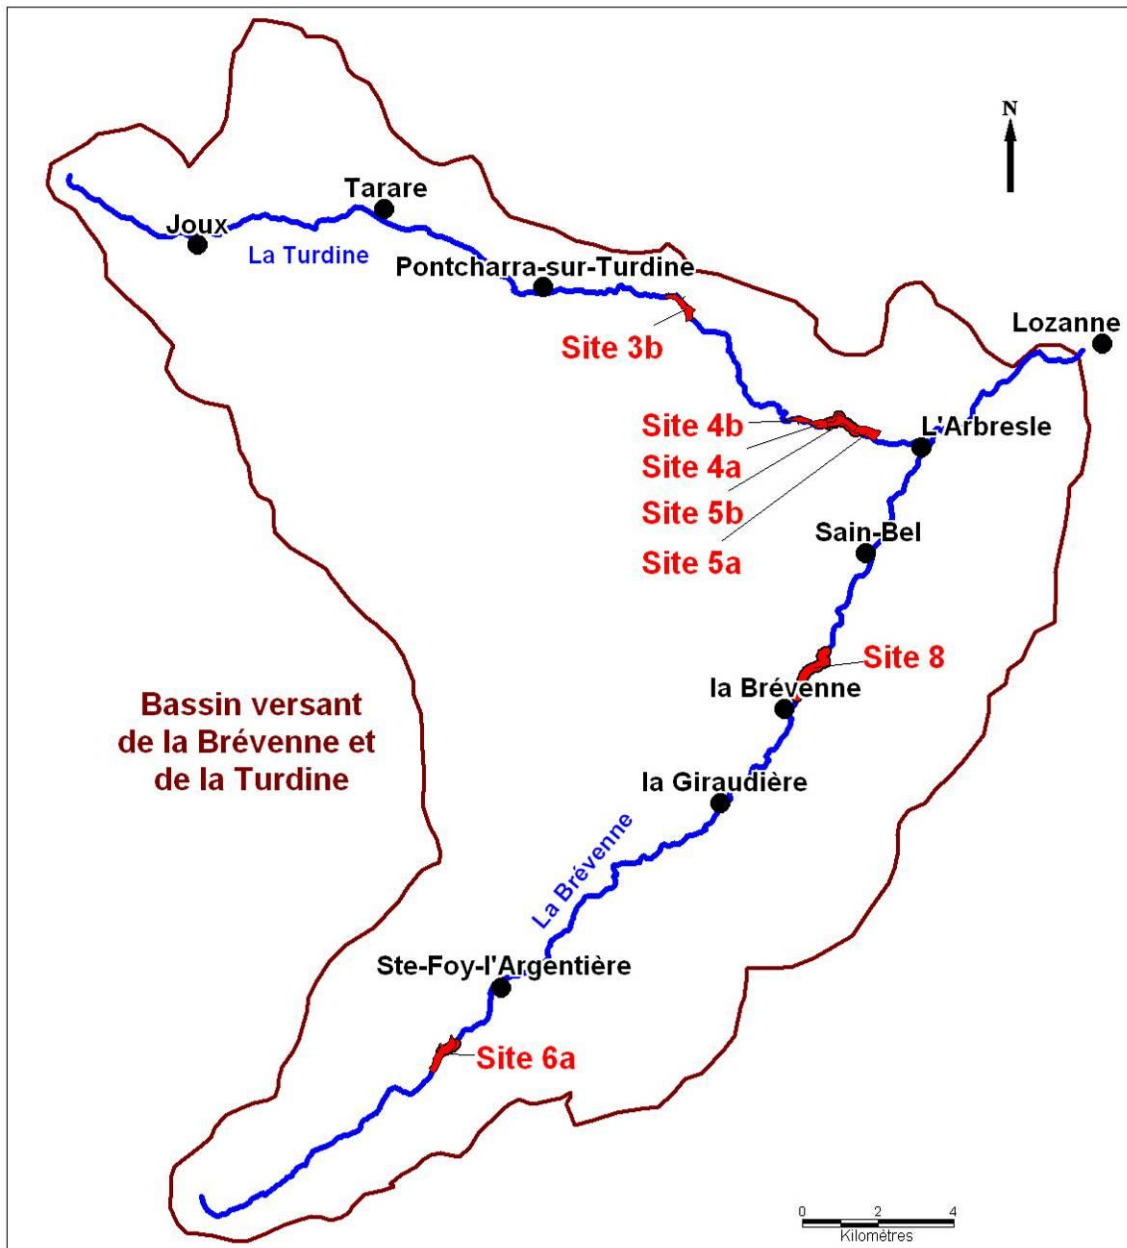 N
Tarare
Joux
La Turdine
Pontcharra-sur-Turdine
Lozanne
Site 3b
Site 4b
L'Arbresle
Site 4a
Site 5b
Sain-Bel
Site 5a
Site 8
la Brévenne
Bassin versant
de la Brévenne et
de la Turdine
la Giraudière
La Brévenne
Ste-Foy-l'Argentière
Site 6a
0 2 4
Kilomètres